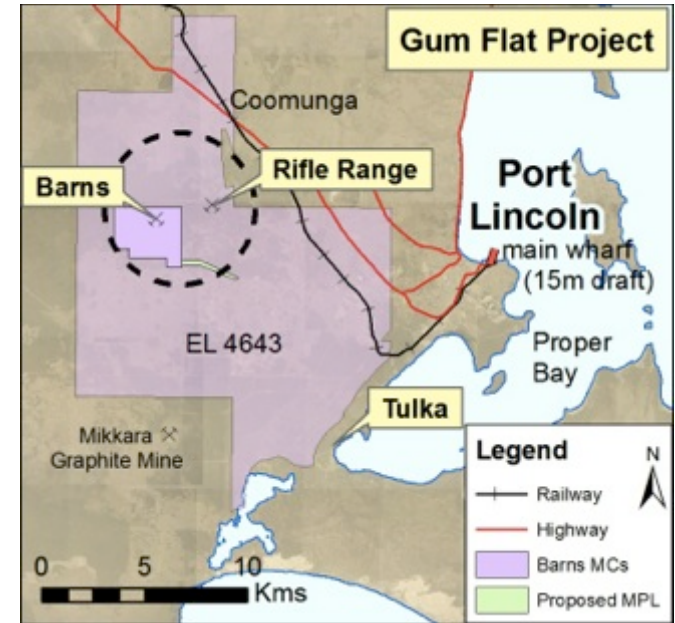 Gum Flat Project
Coomunga
Rifle Range
Barns
Port
Lincoln
main wharf
(15m draft)
EL 4643
Proper
Bay
Tulka
Mikkara
Graphite Mine
Legend
N
Railway
Highway
Barns MCs
Proposed MPL
0 5 10
Kms